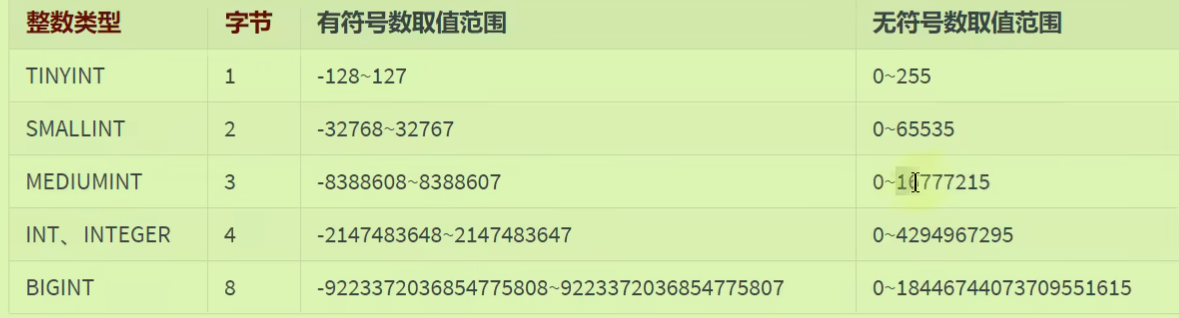 整数类型 字节 有符号数取值范围 无符号数取值范围
TINYINT 1 -128~127 0~255
SMALLINT 2 -32768~32767 0~65535
MEDIUMINT 3 -8388608~8388607 0~16777215
INT、INTEGER 4 -2147483648~2147483647 0~4294967295
BIGINT 8 -9223372036854775808~9223372036854775807 0~18446744073709551615